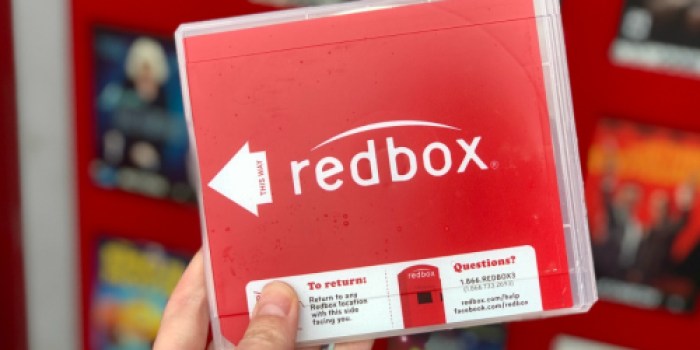 THIS WAY
redbox®
To return:
Return to any
Redbox location
with this side
facing you.
redbox
Questions?
1.866.REDBOX3
(1.866.733.2693)
redbox.com/help
facebook.com/redbox